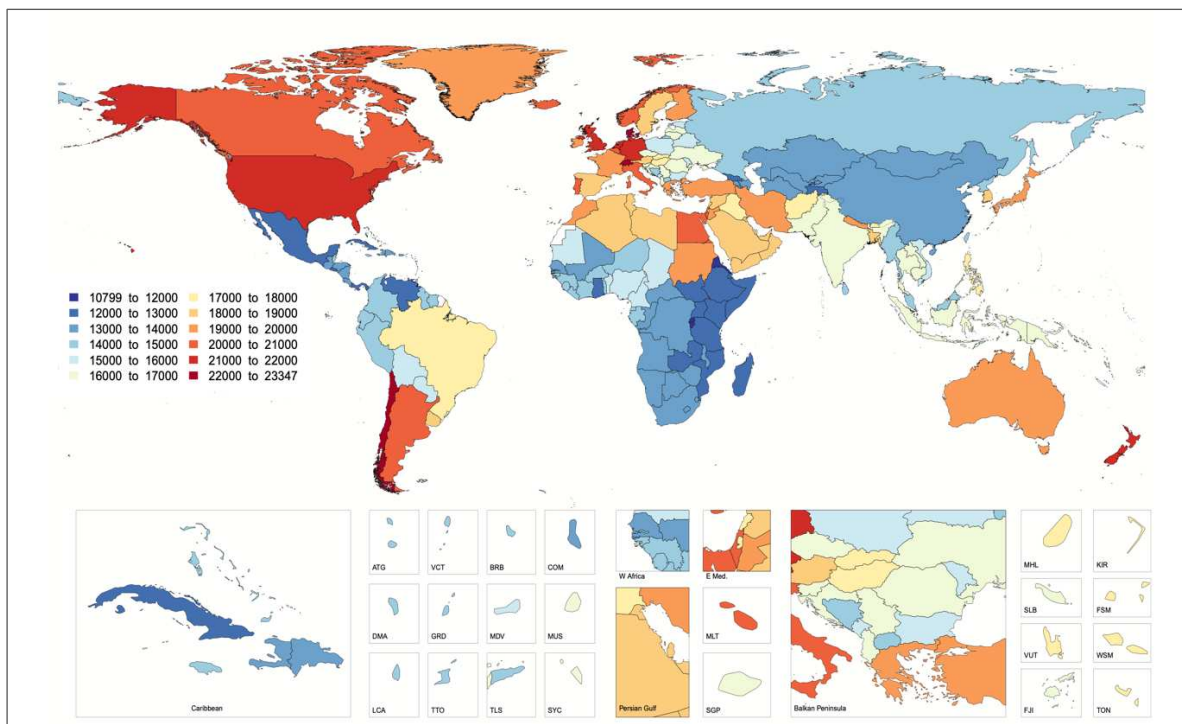 10799 to 12000
12000 to 13000
13000 to 14000
14000 to 15000
15000 to 16000
16000 to 17000
17000 to 18000
18000 to 19000
19000 to 20000
20000 to 21000
21000 to 22000
22000 to 23347
Caribbean
ATG
VCT
BRB
COM
DMA
GRD
MDV
MUS
LCA
TTO
TLS
SYC
W Africa
E Med.
Persian Gulf
MLT
SGP
Balkan Peninsula
MHL
KIR
SLB
FSM
VUT
WSM
FJI
TON